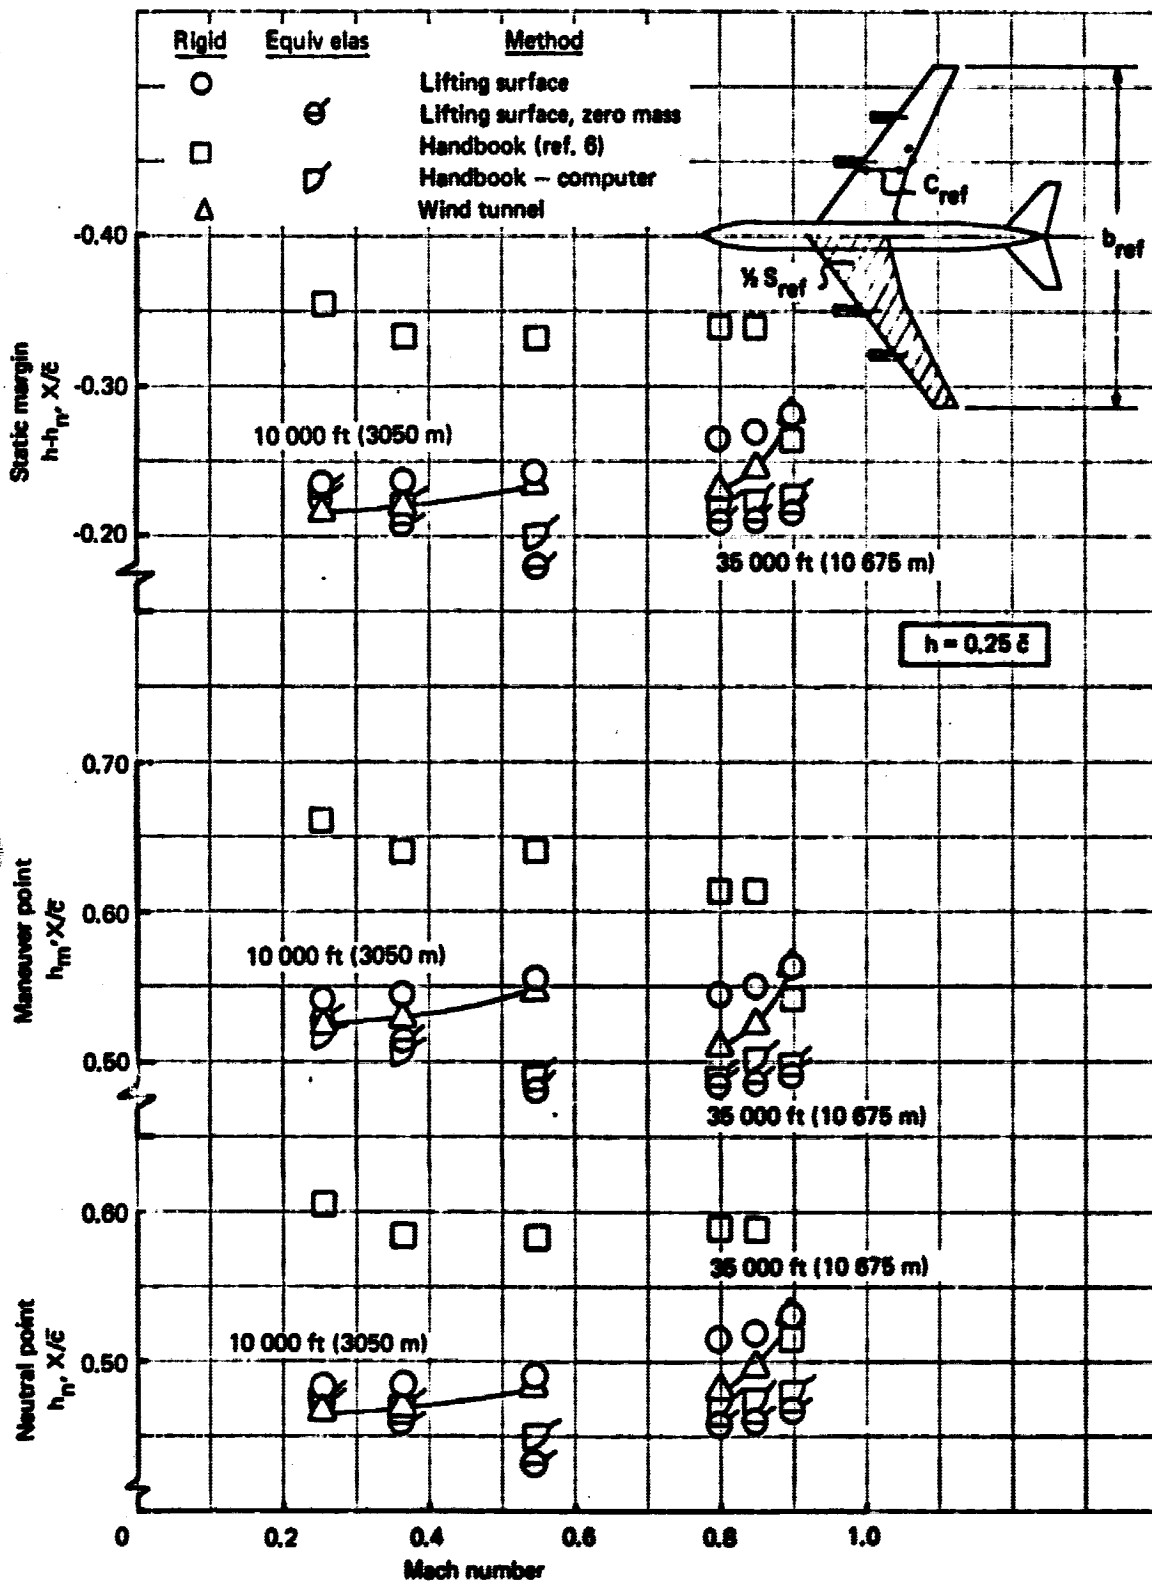 Rigid Equiv elas Method
Lifting surface
Lifting surface, zero mass
Handbook (ref. 6)
Handbook – computer
Wind tunnel
C_ref
b_ref
½ S_ref
Static margin
h-h_n, X/c̄
-0.40
-0.30
-0.20
10 000 ft (3050 m)
35 000 ft (10 675 m)
h = 0.25 c̄
Maneuver point
h_m, X/c̄
0.70
0.60
0.50
10 000 ft (3050 m)
35 000 ft (10 675 m)
Neutral point
h_n, X/c̄
0.60
0.50
35 000 ft (10 675 m)
10 000 ft (3050 m)
0 0.2 0.4 0.6 0.8 1.0
Mach number